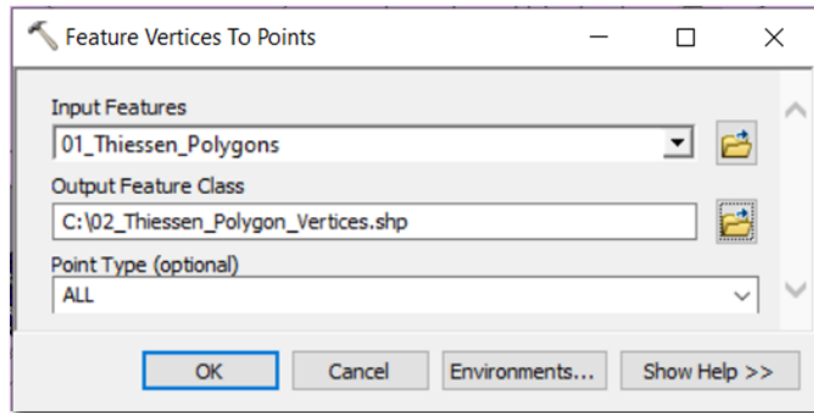 Feature Vertices To Points
Input Features
01_Thiessen_Polygons
Output Feature Class
C:\02_Thiessen_Polygon_Vertices.shp
Point Type (optional)
ALL
OK Cancel Environments... Show Help >>